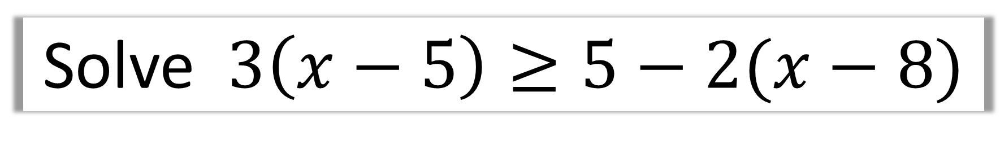 Solve 3(x − 5) ≥ 5 − 2(x − 8)